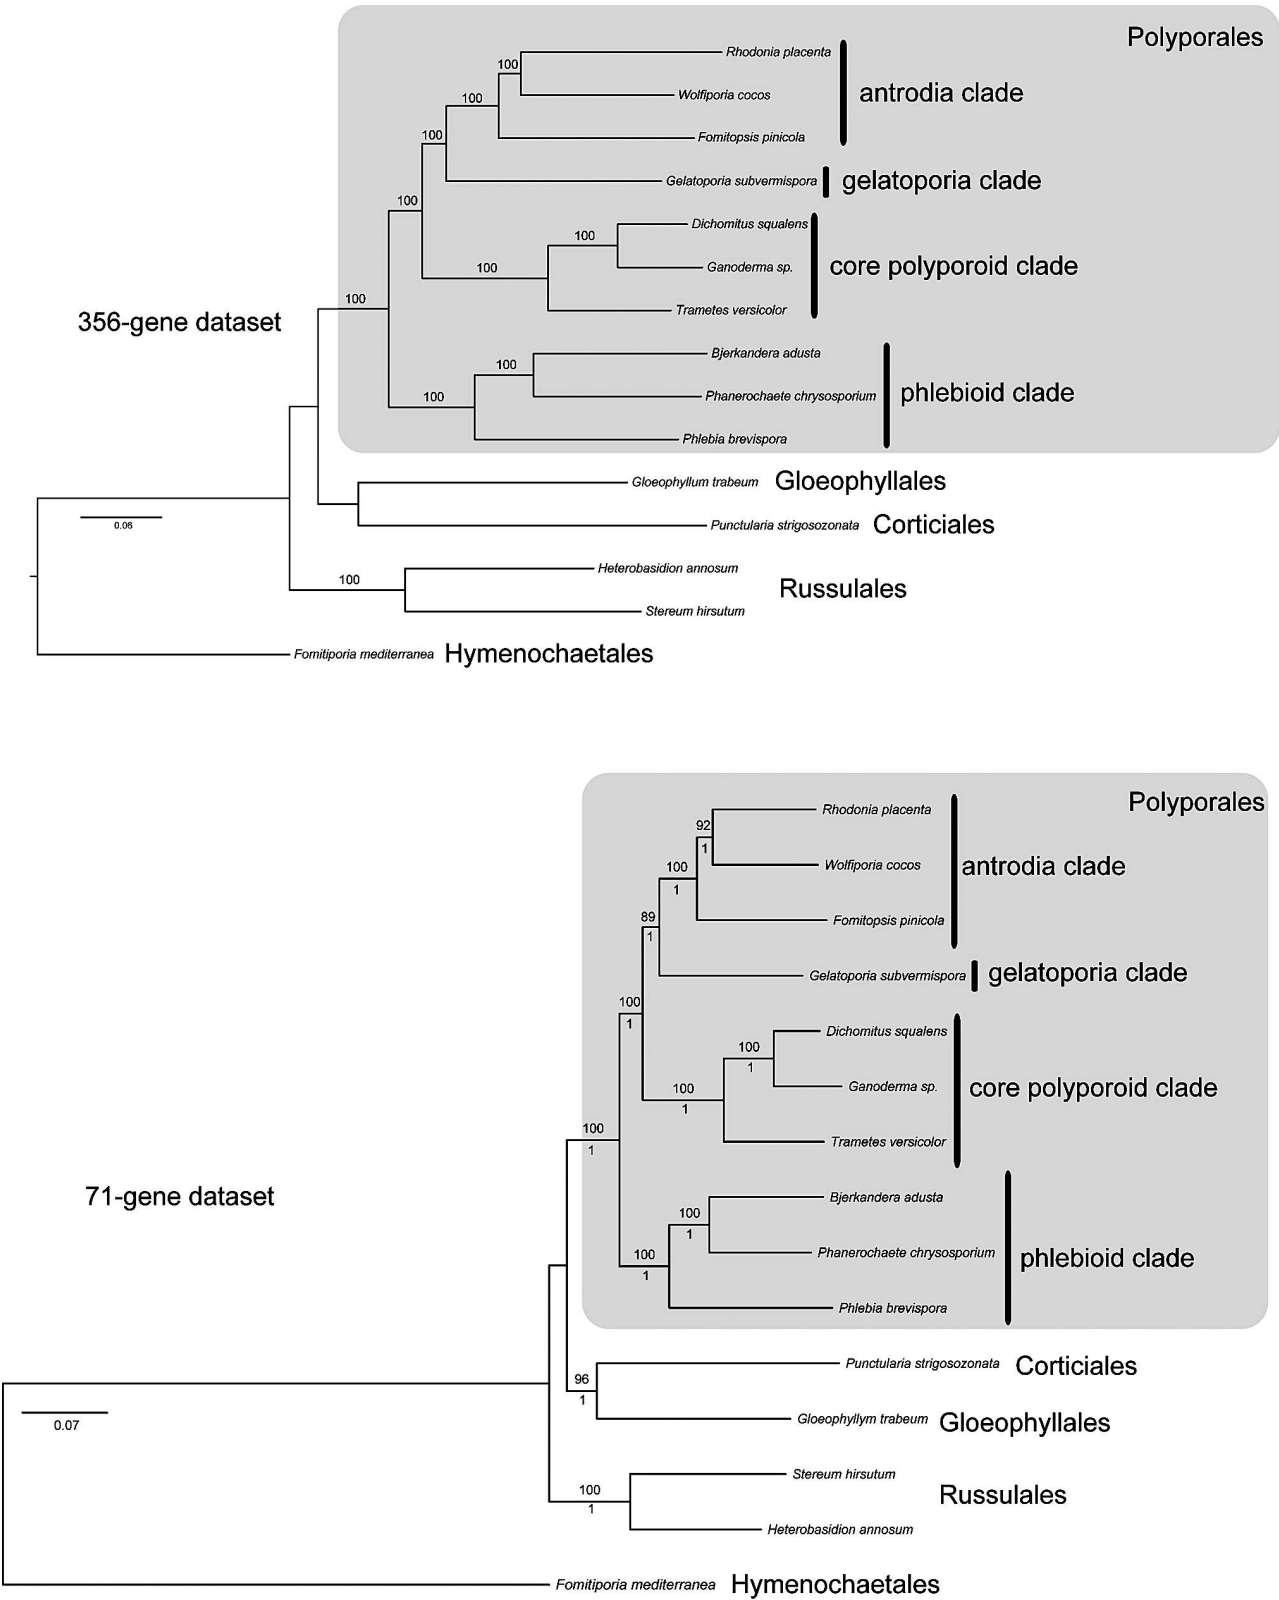 Polyporales
Rhodonia placenta
100
Wolfiporia cocos
antrodia clade
100
Fomitopsis pinicola
100
Gelatoporia subvermispora
gelatoporia clade
100
Dichomitus squalens
100
Ganoderma sp.
core polyporoid clade
100
Trametes versicolor
100
356-gene dataset
Bjerkandera adusta
100
Phanerochaete chrysosporium
phlebioid clade
100
Phlebia brevispora
Gloeophyllum trabeum
Gloeophyllales
0.06
Punctularia strigosozonata
Corticiales
Heterobasidion annosum
100
Russulales
Stereum hirsutum
Fomitiporia mediterranea
Hymenochaetales
Polyporales
Rhodonia placenta
92
1
Wolfiporia cocos
antrodia clade
100
1
Fomitopsis pinicola
89
1
Gelatoporia subvermispora
gelatoporia clade
100
1
Dichomitus squalens
100
1
Ganoderma sp.
core polyporoid clade
100
1
Trametes versicolor
100
1
71-gene dataset
Bjerkandera adusta
100
1
Phanerochaete chrysosporium
phlebioid clade
100
1
Phlebia brevispora
Punctularia strigosozonata
Corticiales
96
1
0.07
Gloeophyllym trabeum
Gloeophyllales
Stereum hirsutum
100
1
Russulales
Heterobasidion annosum
Fomitiporia mediterranea
Hymenochaetales